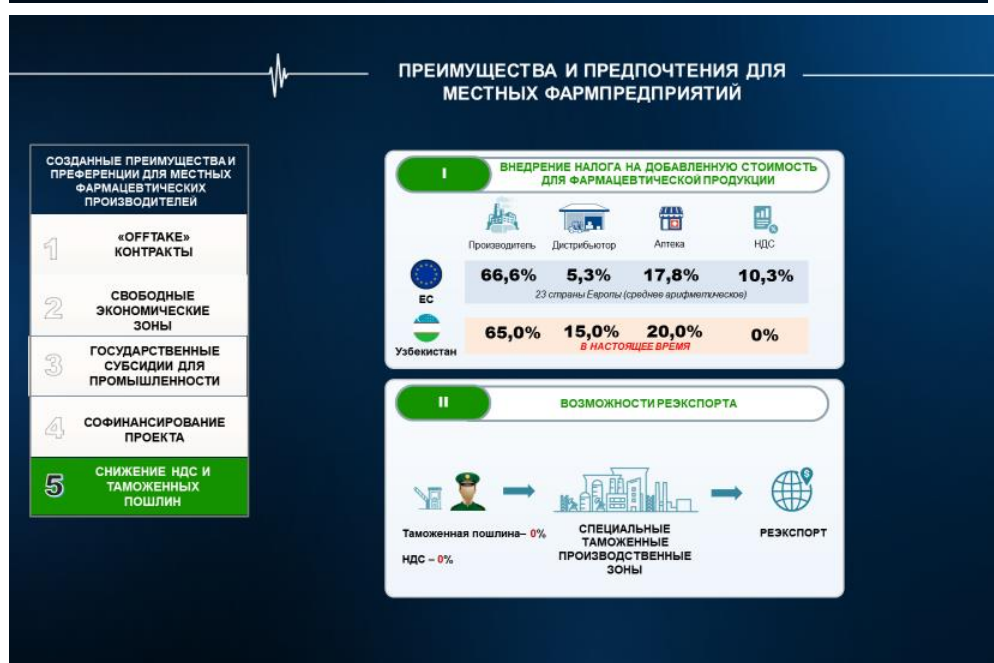 ПРЕИМУЩЕСТВА И ПРЕДПОЧТЕНИЯ ДЛЯ
МЕСТНЫХ ФАРМПРЕДПРИЯТИЙ
СОЗДАННЫЕ ПРЕИМУЩЕСТВА И
ПРЕФЕРЕНЦИИ ДЛЯ МЕСТНЫХ
ФАРМАЦЕВТИЧЕСКИХ
ПРОИЗВОДИТЕЛЕЙ
1
«OFFTAKE»
КОНТРАКТЫ
2
СВОБОДНЫЕ
ЭКОНОМИЧЕСКИЕ
ЗОНЫ
3
ГОСУДАРСТВЕННЫЕ
СУБСИДИИ ДЛЯ
ПРОМЫШЛЕННОСТИ
4
СОФИНАНСИРОВАНИЕ
ПРОЕКТА
5
СНИЖЕНИЕ НДС И
ТАМОЖЕННЫХ
ПОШЛИН
I
ВНЕДРЕНИЕ НАЛОГА НА ДОБАВЛЕННУЮ СТОИМОСТЬ
ДЛЯ ФАРМАЦЕВТИЧЕСКОЙ ПРОДУКЦИИ
Производитель Дистрибьютор Аптека НДС
ЕС
66,6% 5,3% 17,8% 10,3%
23 страны Европы (среднее арифметическое)
Узбекистан
65,0% 15,0% 20,0% 0%
В НАСТОЯЩЕЕ ВРЕМЯ
II
ВОЗМОЖНОСТИ РЕЭКСПОРТА
Таможенная пошлина– 0%
НДС – 0%
СПЕЦИАЛЬНЫЕ
ТАМОЖЕННЫЕ
ПРОИЗВОДСТВЕННЫЕ
ЗОНЫ
РЕЭКСПОРТ